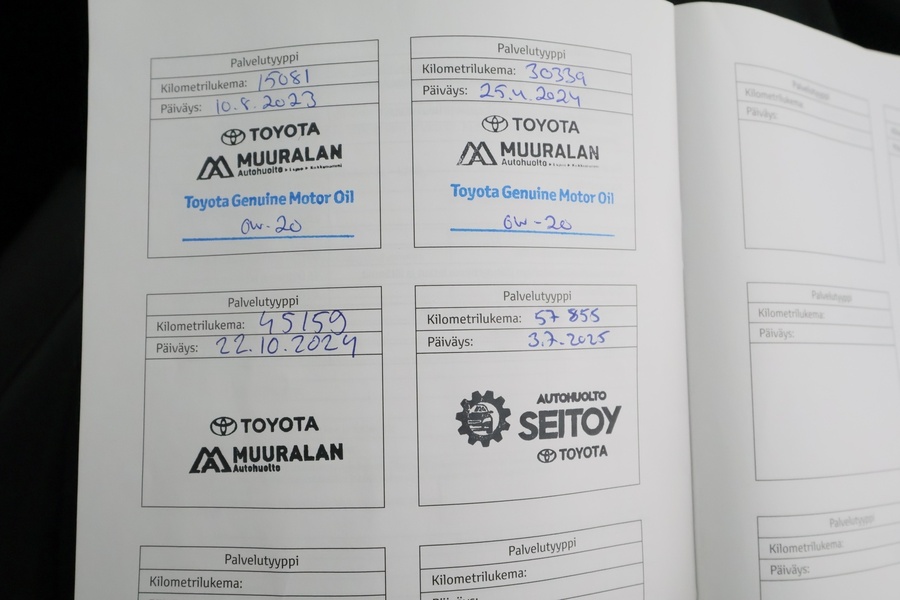 Palvelutyyppi
Kilometrilukema: 15081
Päiväys: 10.8.2023
TOYOTA
MUURALAN
Autohuolto
Toyota Genuine Motor Oil
0W-20
Palvelutyyppi
Kilometrilukema: 30339
Päiväys: 25.4.2024
TOYOTA
MUURALAN
Autohuolto
Toyota Genuine Motor Oil
0W-20
Palvelutyyppi
Kilometrilukema: 45159
Päiväys: 22.10.2024
TOYOTA
MUURALAN
Autohuolto
Palvelutyyppi
Kilometrilukema: 57 855
Päiväys: 3.7.2025
AUTOHUOLTO
SEITOY
TOYOTA
Palvelutyyppi
Kilometrilukema:
Palvelutyyppi
Kilometrilukema:
Päiväys:
Palvelutyyppi
Kilometrilukema:
Päiväys:
Palvelutyyppi
Kilometrilukema:
Päiväys:
Palvelutyyppi
Kilometrilukema:
Päiväys: